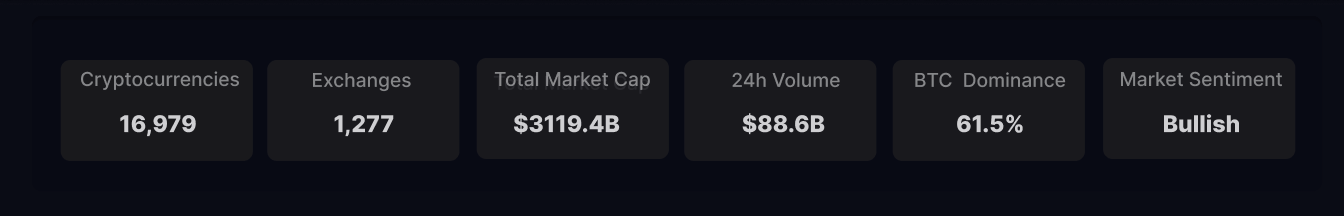 Cryptocurrencies
16,979
Exchanges
1,277
Total Market Cap
$3119.4B
24h Volume
$88.6B
BTC  Dominance
61.5%
Market Sentiment
Bullish